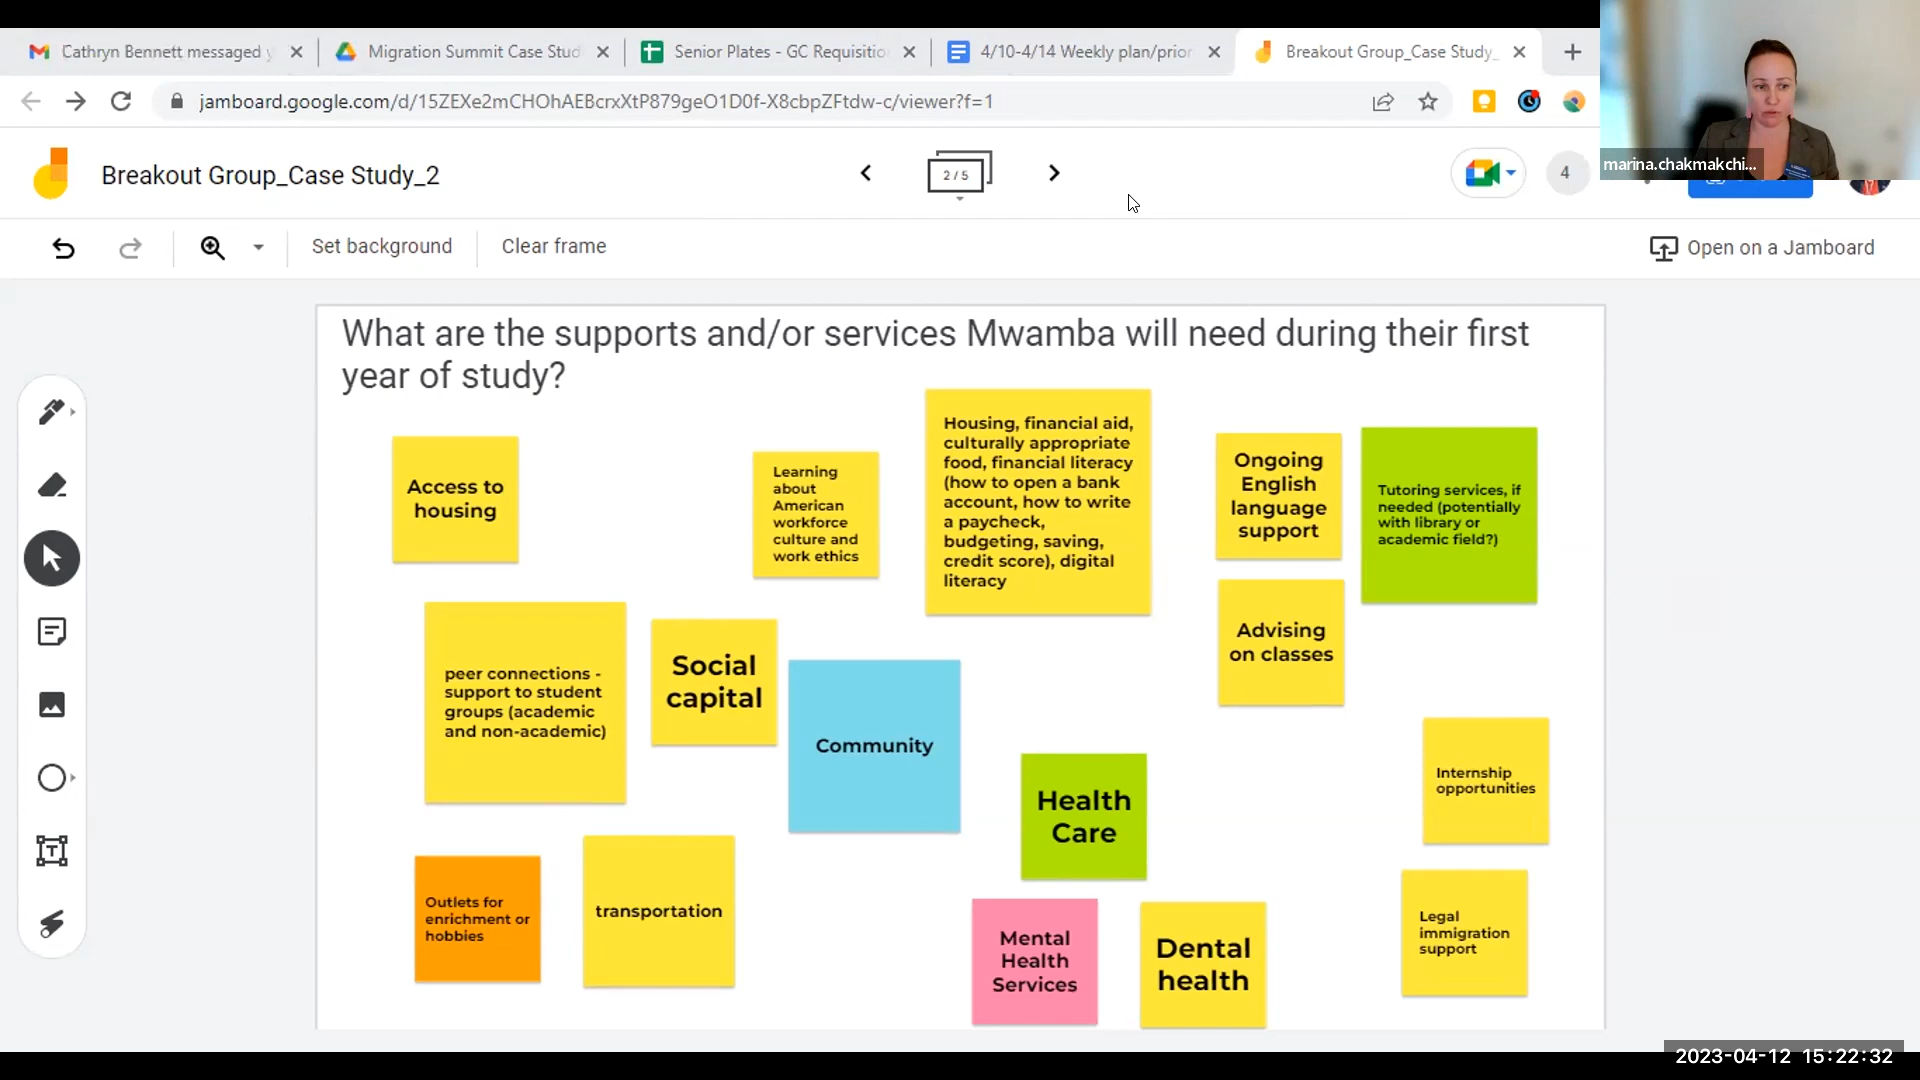 Cathryn Bennett messaged y
Migration Summit Case Stud
Senior Plates - GC Requisitio
4/10-4/14 Weekly plan/prior
Breakout Group_Case Study_
jamboard.google.com/d/15ZEXe2mCHOhAEBcrxXtP879geO1D0f-X8cbpZFtdw-c/viewer?f=1
marina.chakmakchi...
Breakout Group_Case Study_2
2 / 5
4
Set background
Clear frame
Open on a Jamboard
What are the supports and/or services Mwamba will need during their first
year of study?
Access to
housing
Learning
about
American
workforce
culture and
work ethics
Housing, financial aid,
culturally appropriate
food, financial literacy
(how to open a bank
account, how to write
a paycheck,
budgeting, saving,
credit score), digital
literacy
Ongoing
English
language
support
Tutoring services, if
needed (potentially
with library or
academic field?)
peer connections -
support to student
groups (academic
and non-academic)
Social
capital
Community
Advising
on classes
Health
Care
Internship
opportunities
Outlets for
enrichment or
hobbies
transportation
Mental
Health
Services
Dental
health
Legal
immigration
support
2023-04-12 15:22:32